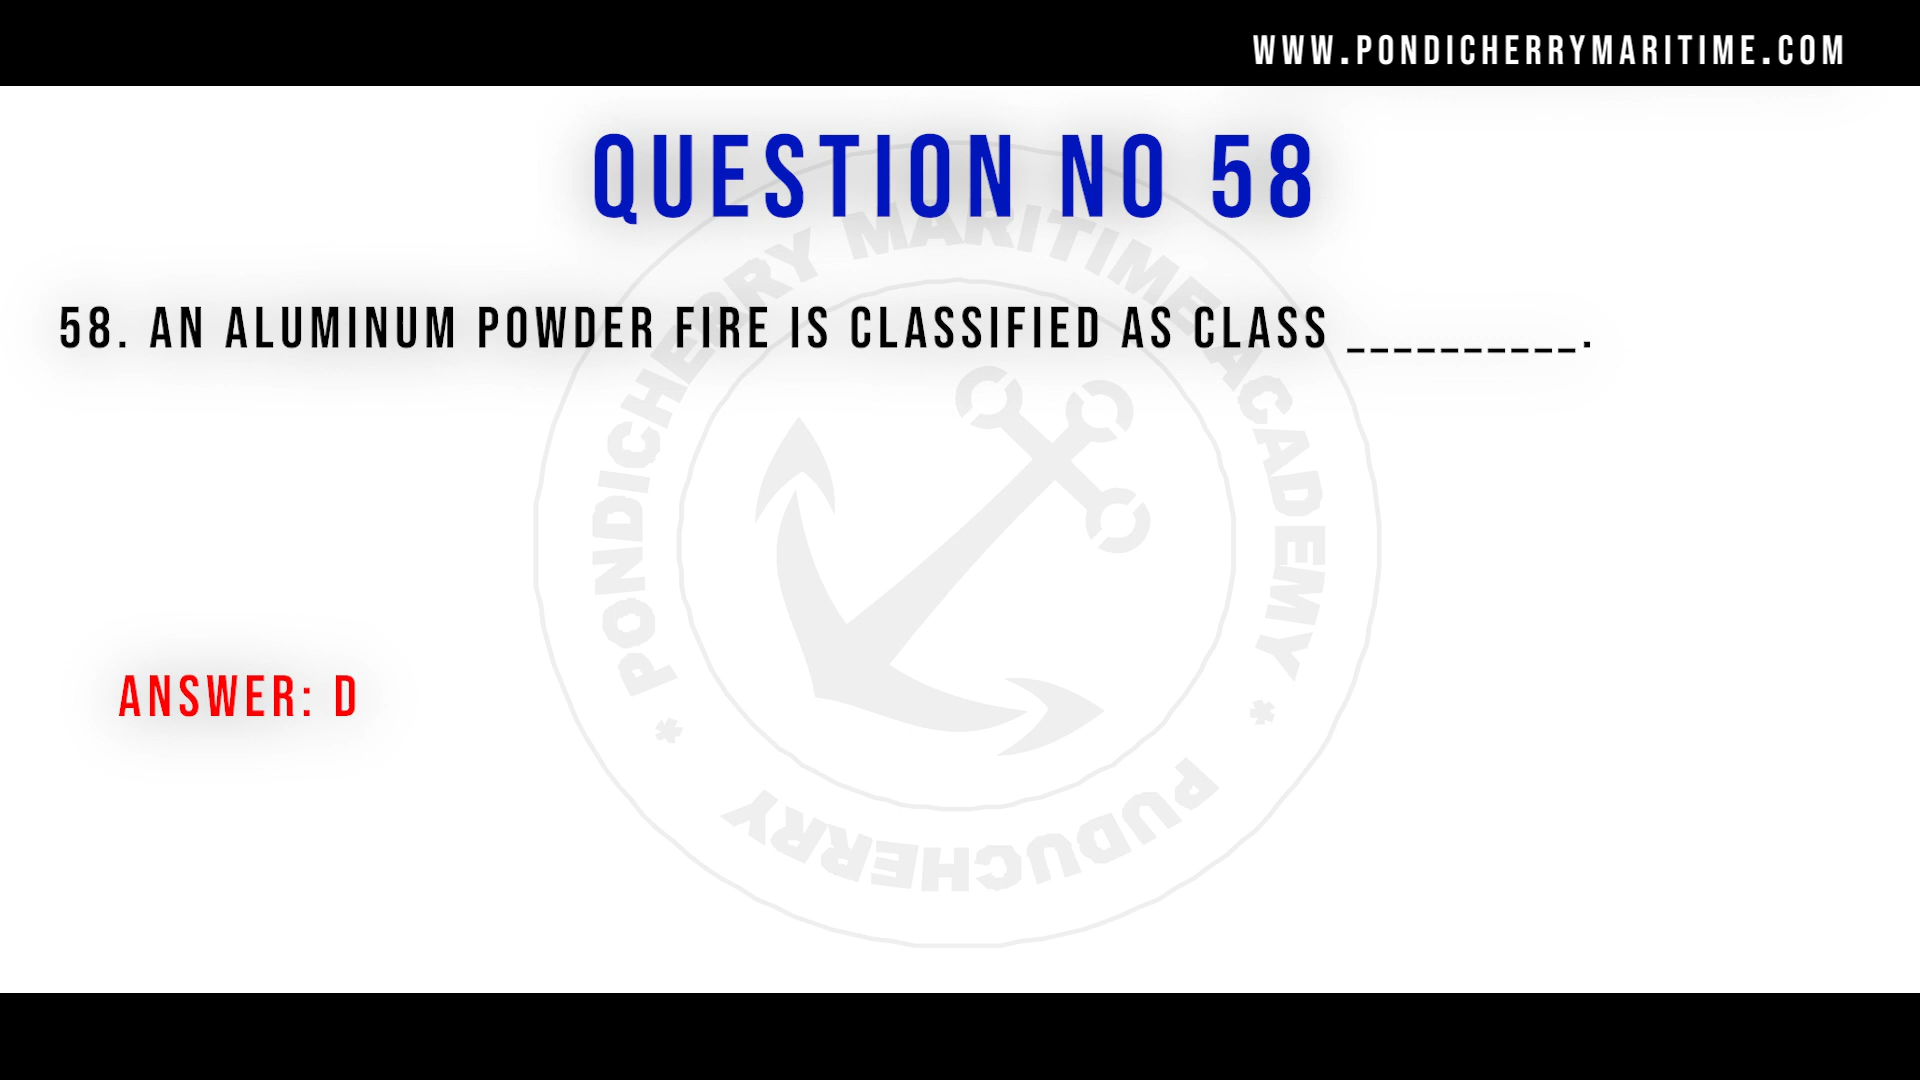 WWW.PONDICHERRYMARITIME.COM
QUESTION NO 58
58. AN ALUMINUM POWDER FIRE IS CLASSIFIED AS CLASS __________.
ANSWER: D
PONDICHERRY MARITIME ACADEMY
* PUDUCHERRY *